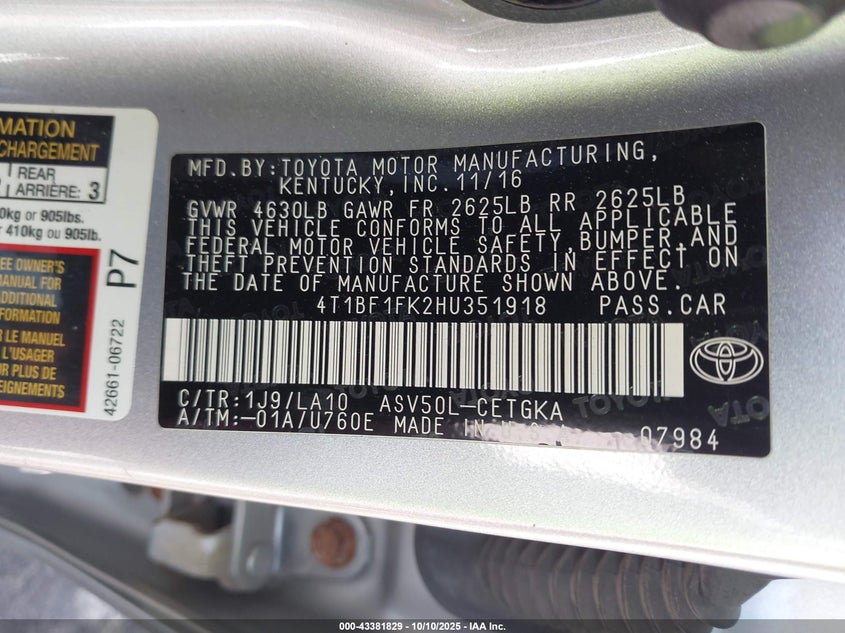 MATION
CHARGEMENT
REAR
ARRIÈRE: 3
0kg or 905lbs.
r 410kg ou 905lb.
EE OWNER'S
MANUAL FOR
ADDITIONAL
R LE MANUEL
L'USAGER
OUR PLUS
EIGNEMENTS
P7
42661-06722
MFD.BY:TOYOTA MOTOR MANUFACTURING,
KENTUCKY,INC.11/16
GVWR 4630LB GAWR FR 2625LB RR 2625LB
THIS VEHICLE CONFORMS TO ALL APPLICABLE
FEDERAL MOTOR VEHICLE SAFETY,BUMPER,AND
THEFT PREVENTION STANDARDS IN EFFECT ON
THE DATE OF MANUFACTURE SHOWN ABOVE.
4T1BF1FK2HU351918 PASS.CAR
C/TR:1J9/LA10 ASV50L-CETGKA
A/TM:-01A/U760E MADE IN 07984
TOYOTA
000-43381829 - 10/10/2025 - IAA Inc.